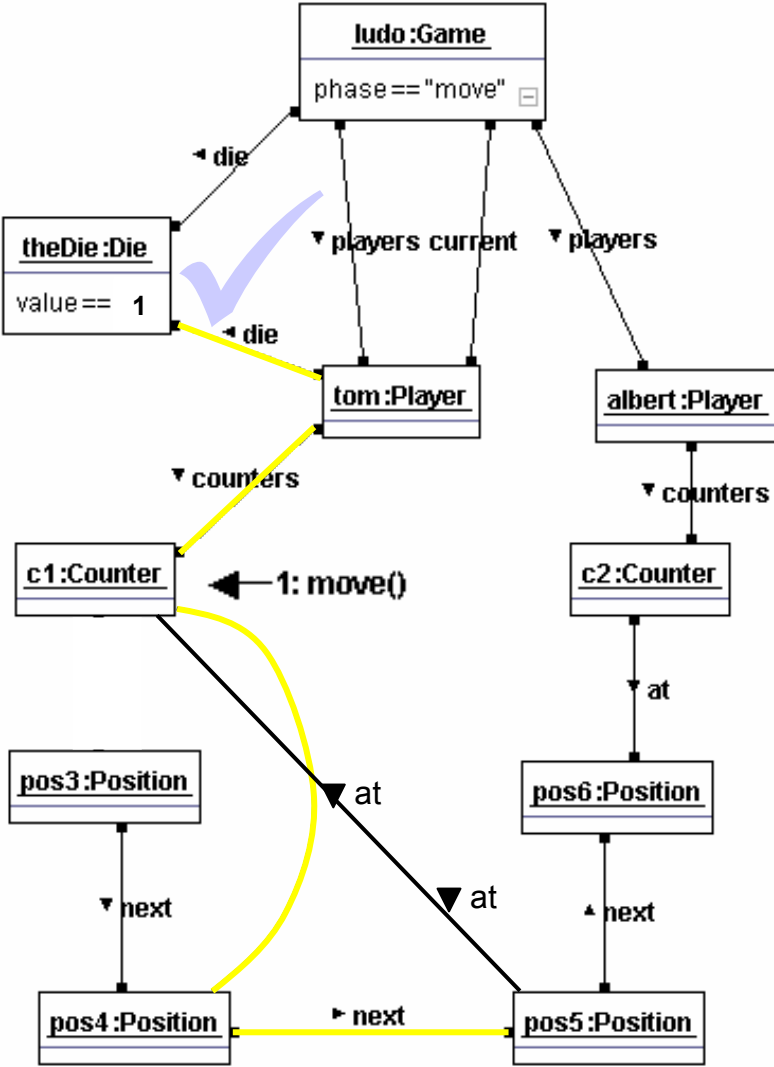 ludo:Game
phase=="move"
◄ die
▼ players current ▼ players
theDie:Die
value== 1
◄ die
tom:Player
albert:Player
▼ counters
▼ counters
c1:Counter
1: move()
c2:Counter
▼ at
pos3:Position
▼ at
pos6:Position
▼ at
▼ next
▲ next
pos4:Position
► next
pos5:Position